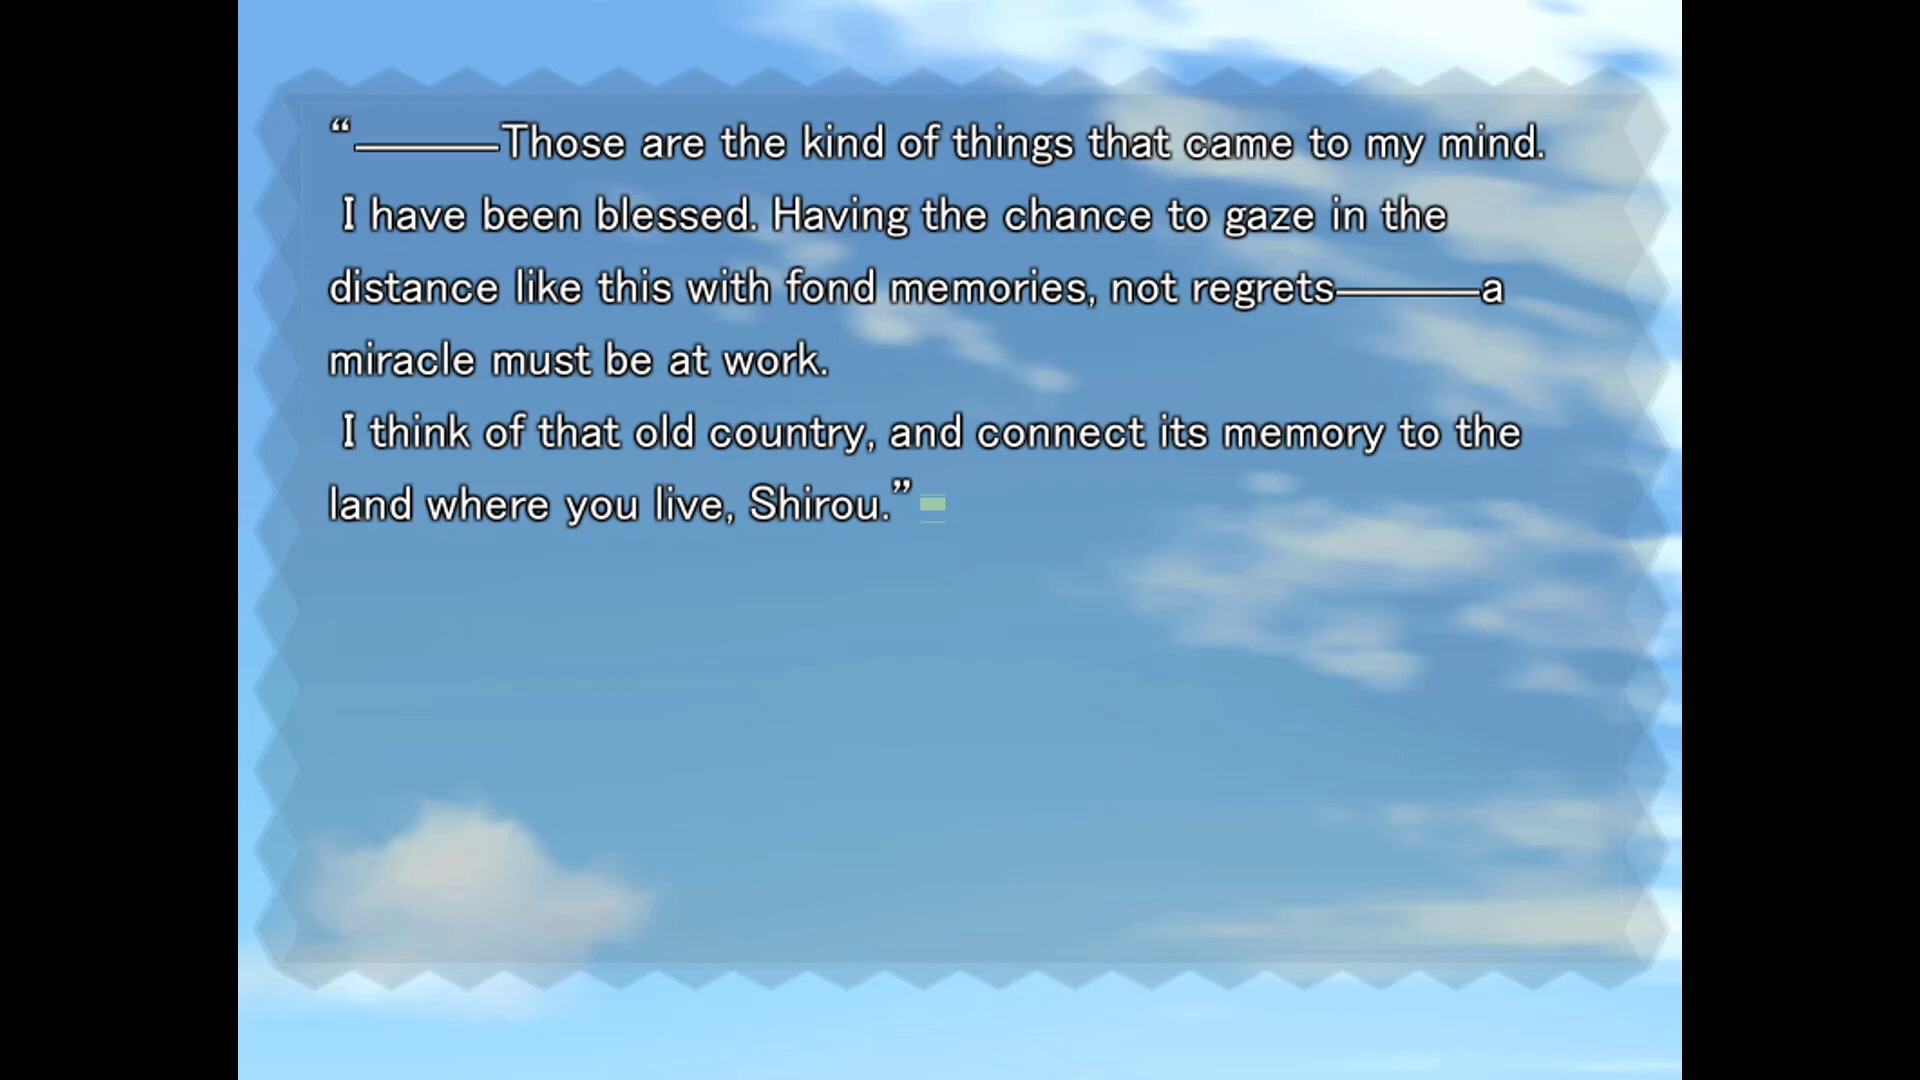 “―――Those are the kind of things that came to my mind.
I have been blessed. Having the chance to gaze in the
distance like this with fond memories, not regrets―――a
miracle must be at work.
I think of that old country, and connect its memory to the
land where you live, Shirou.”